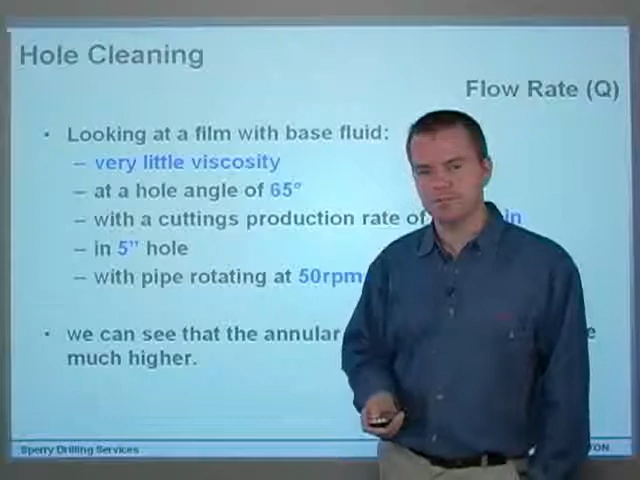 Hole Cleaning
Flow Rate (Q)
• Looking at a film with base fluid:
– very little viscosity
– at a hole angle of 65°
– with a cuttings production rate of in
– in 5” hole
– with pipe rotating at 50rpm
• we can see that the annular
much higher.
Sperry Drilling Services